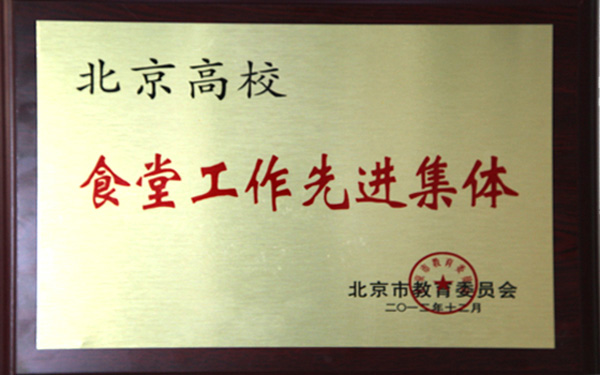 北京高校
食堂工作先进集体
北京市教育委员会
二〇一二年十二月